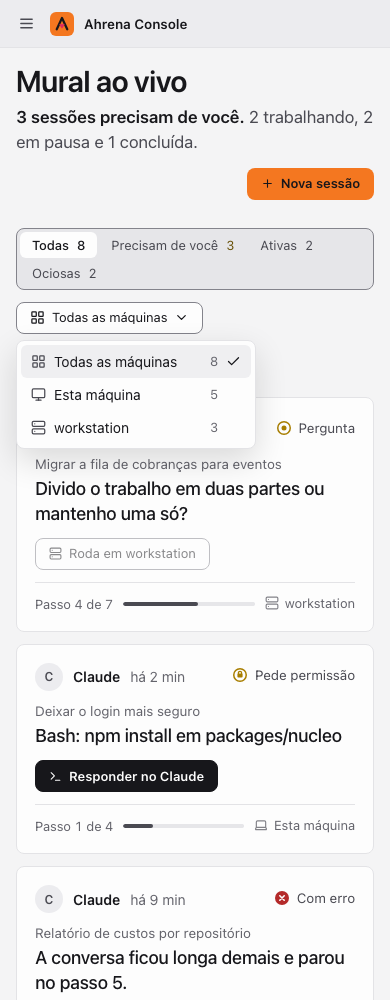 Ahrena Console
Mural ao vivo
3 sessões precisam de você. 2 trabalhando, 2
em pausa e 1 concluída.
Nova sessão
Todas 8 Precisam de você 3 Ativas 2
Ociosas 2
Todas as máquinas
Todas as máquinas 8
Esta máquina 5
workstation 3
Pergunta
Migrar a fila de cobranças para eventos
Divido o trabalho em duas partes ou
mantenho uma só?
Roda em workstation
Passo 4 de 7 workstation
C Claude há 2 min Pede permissão
Deixar o login mais seguro
Bash: npm install em packages/nucleo
Responder no Claude
Passo 1 de 4 Esta máquina
C Claude há 9 min Com erro
Relatório de custos por repositório
A conversa ficou longa demais e parou
no passo 5.